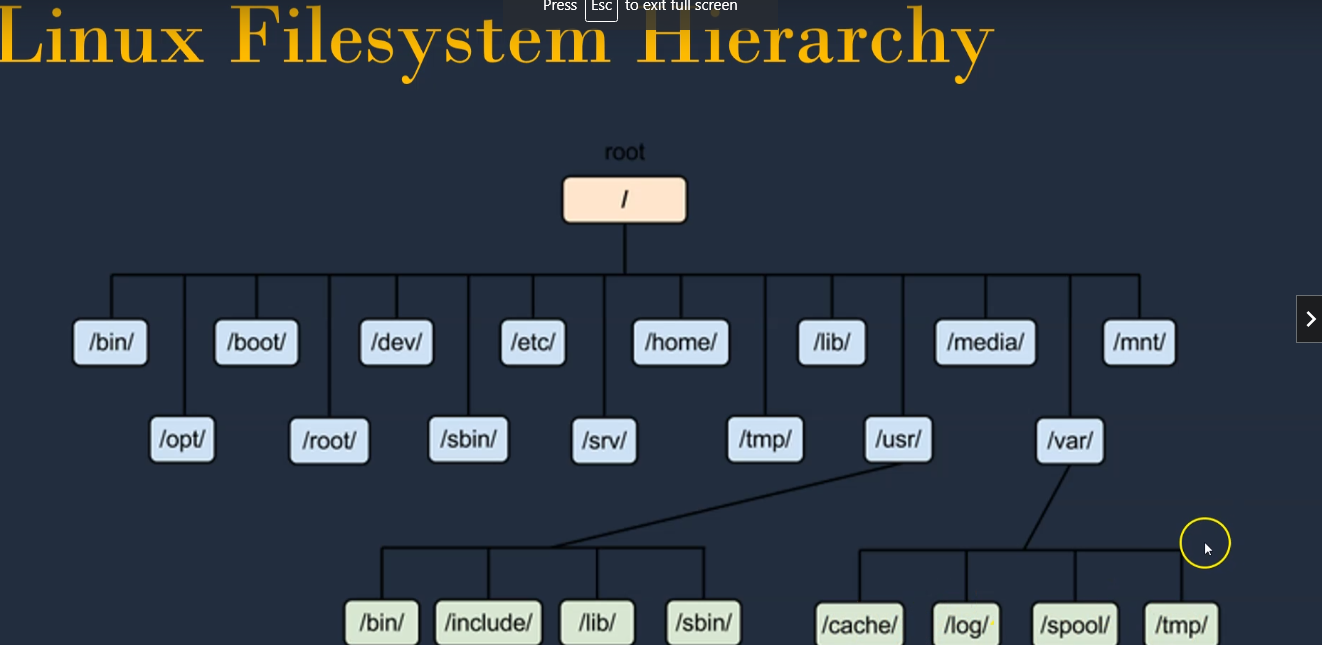 Press Esc to exit full screen
Linux Filesystem Hierarchy
root
/
/bin/ /boot/ /dev/ /etc/ /home/ /lib/ /media/ /mnt/
/opt/ /root/ /sbin/ /srv/ /tmp/ /usr/ /var/
/bin/ /include/ /lib/ /sbin/ /cache/ /log/ /spool/ /tmp/